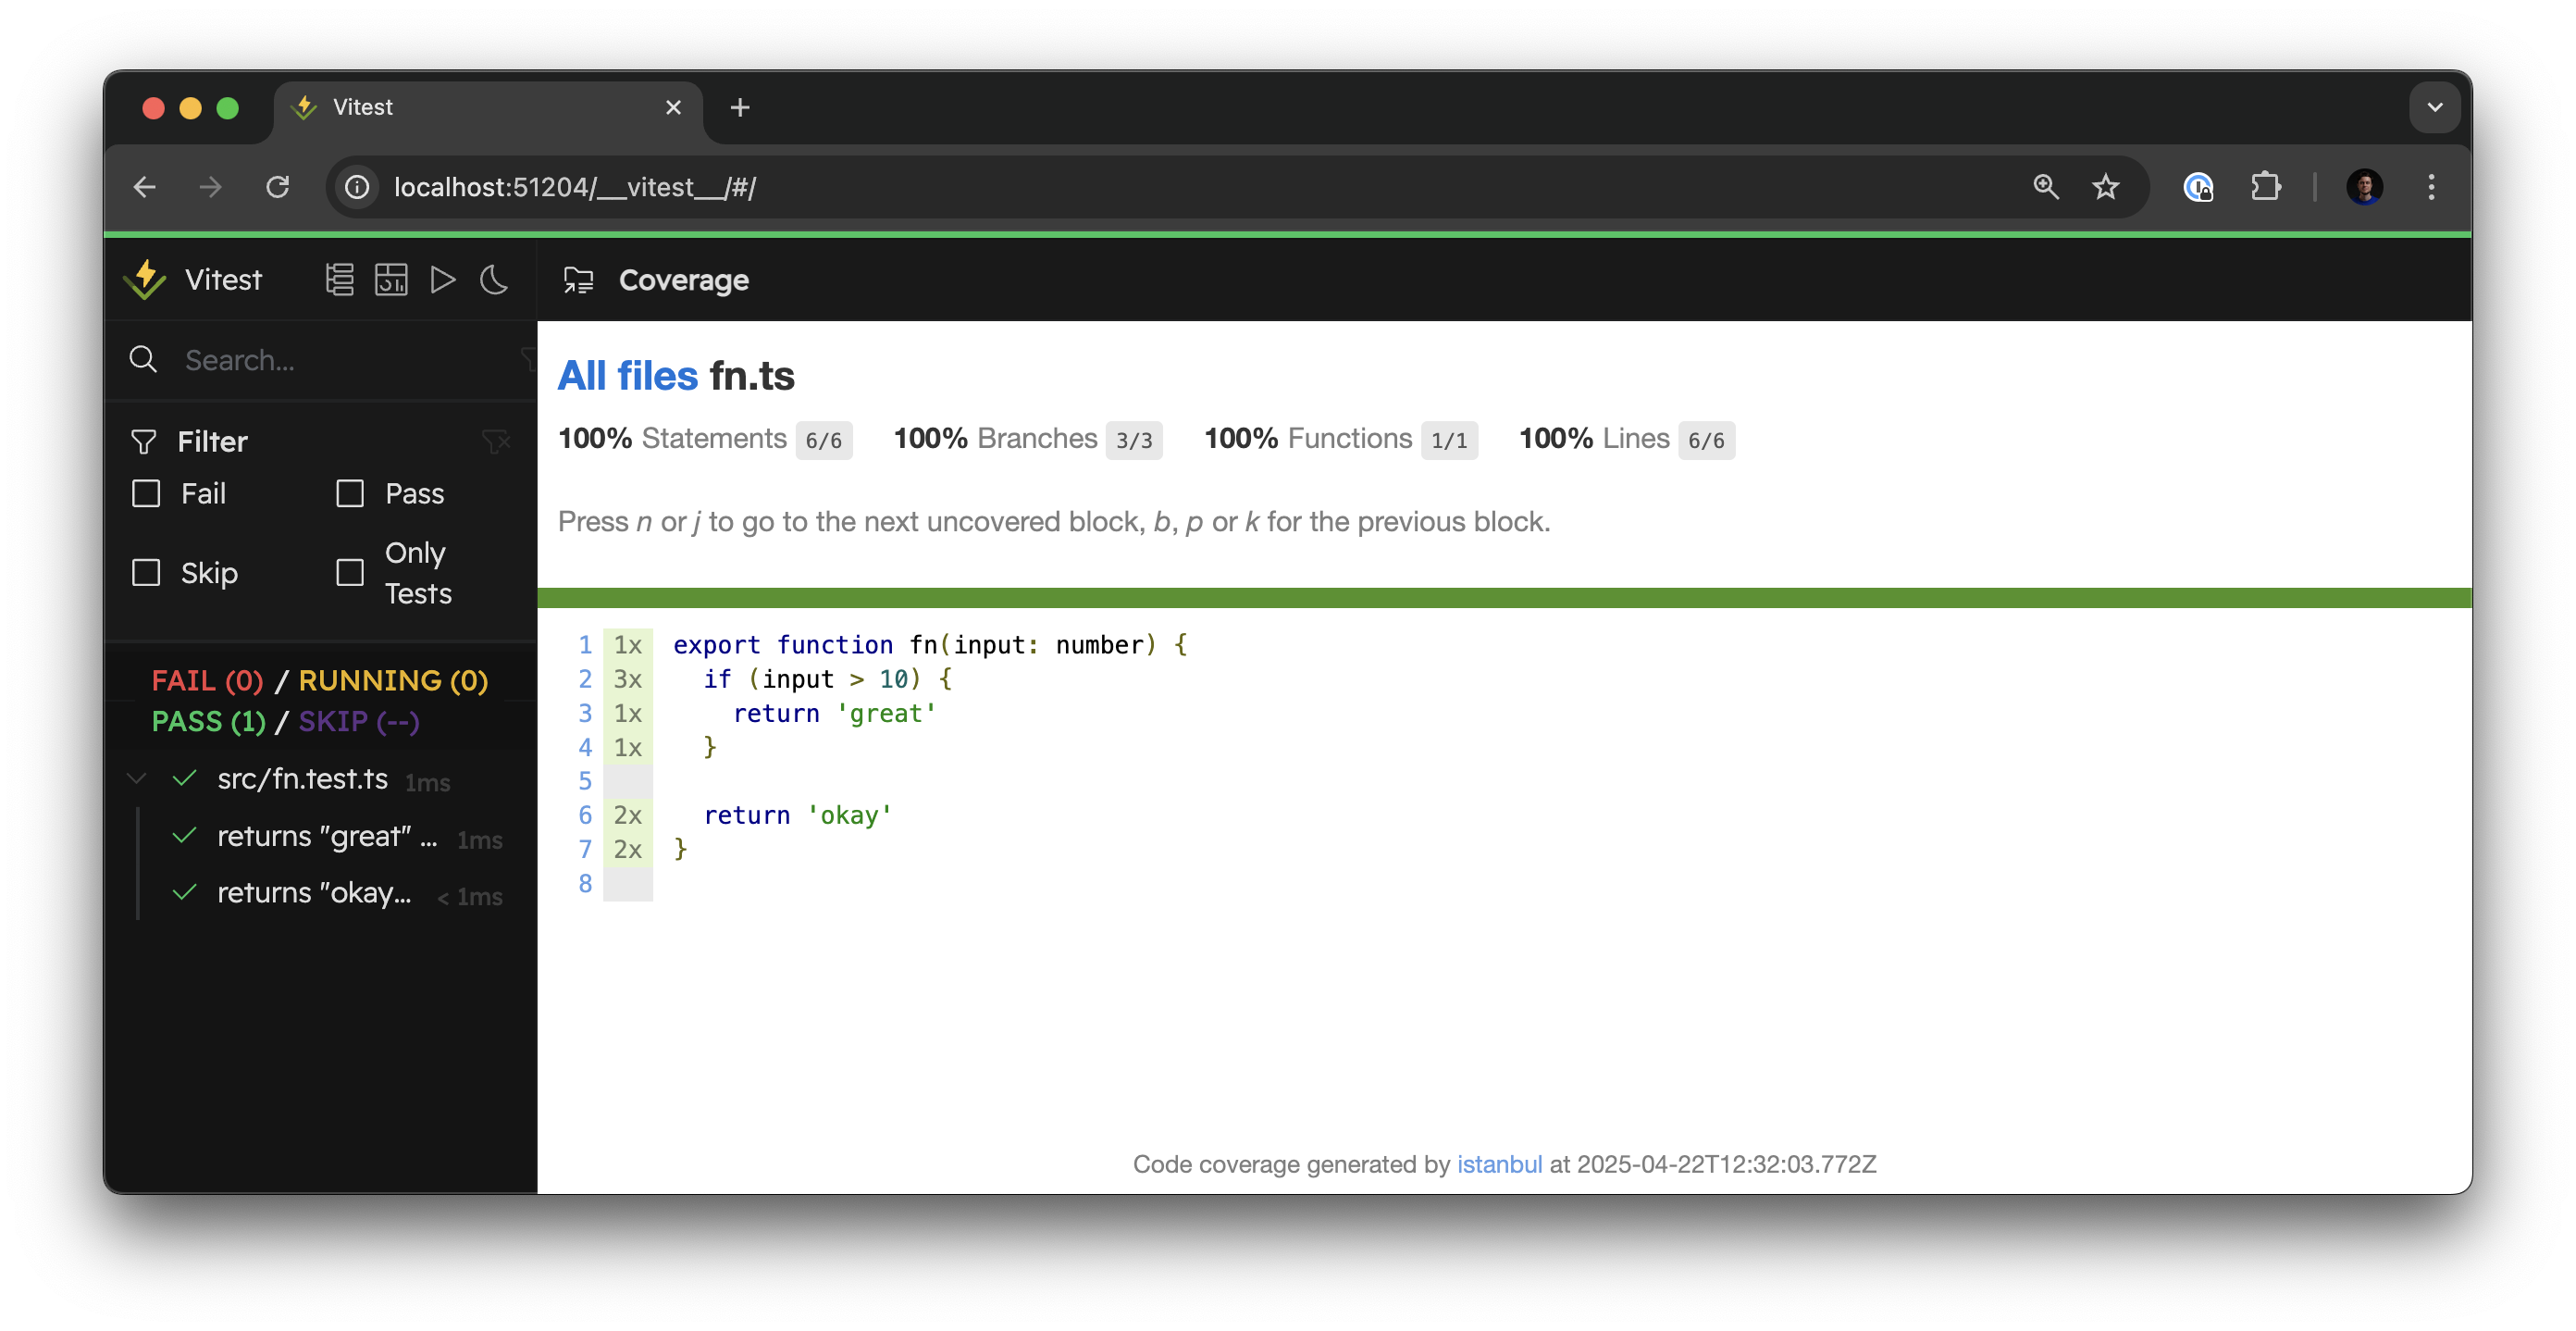 Vitest
localhost:51204/__vitest__/#/
Vitest
Search...
Filter
Fail
Pass
Skip
Only Tests
FAIL (0) / RUNNING (0)
PASS (1) / SKIP (--)
src/fn.test.ts 1ms
returns "great" ... 1ms
returns "okay... < 1ms
Coverage
All files fn.ts
100% Statements 6/6 100% Branches 3/3 100% Functions 1/1 100% Lines 6/6
Press n or j to go to the next uncovered block, b, p or k for the previous block.
1 1x export function fn(input: number) {
2 3x   if (input > 10) {
3 1x     return 'great'
4 1x   }
5
6 2x   return 'okay'
7 2x }
8
Code coverage generated by istanbul at 2025-04-22T12:32:03.772Z